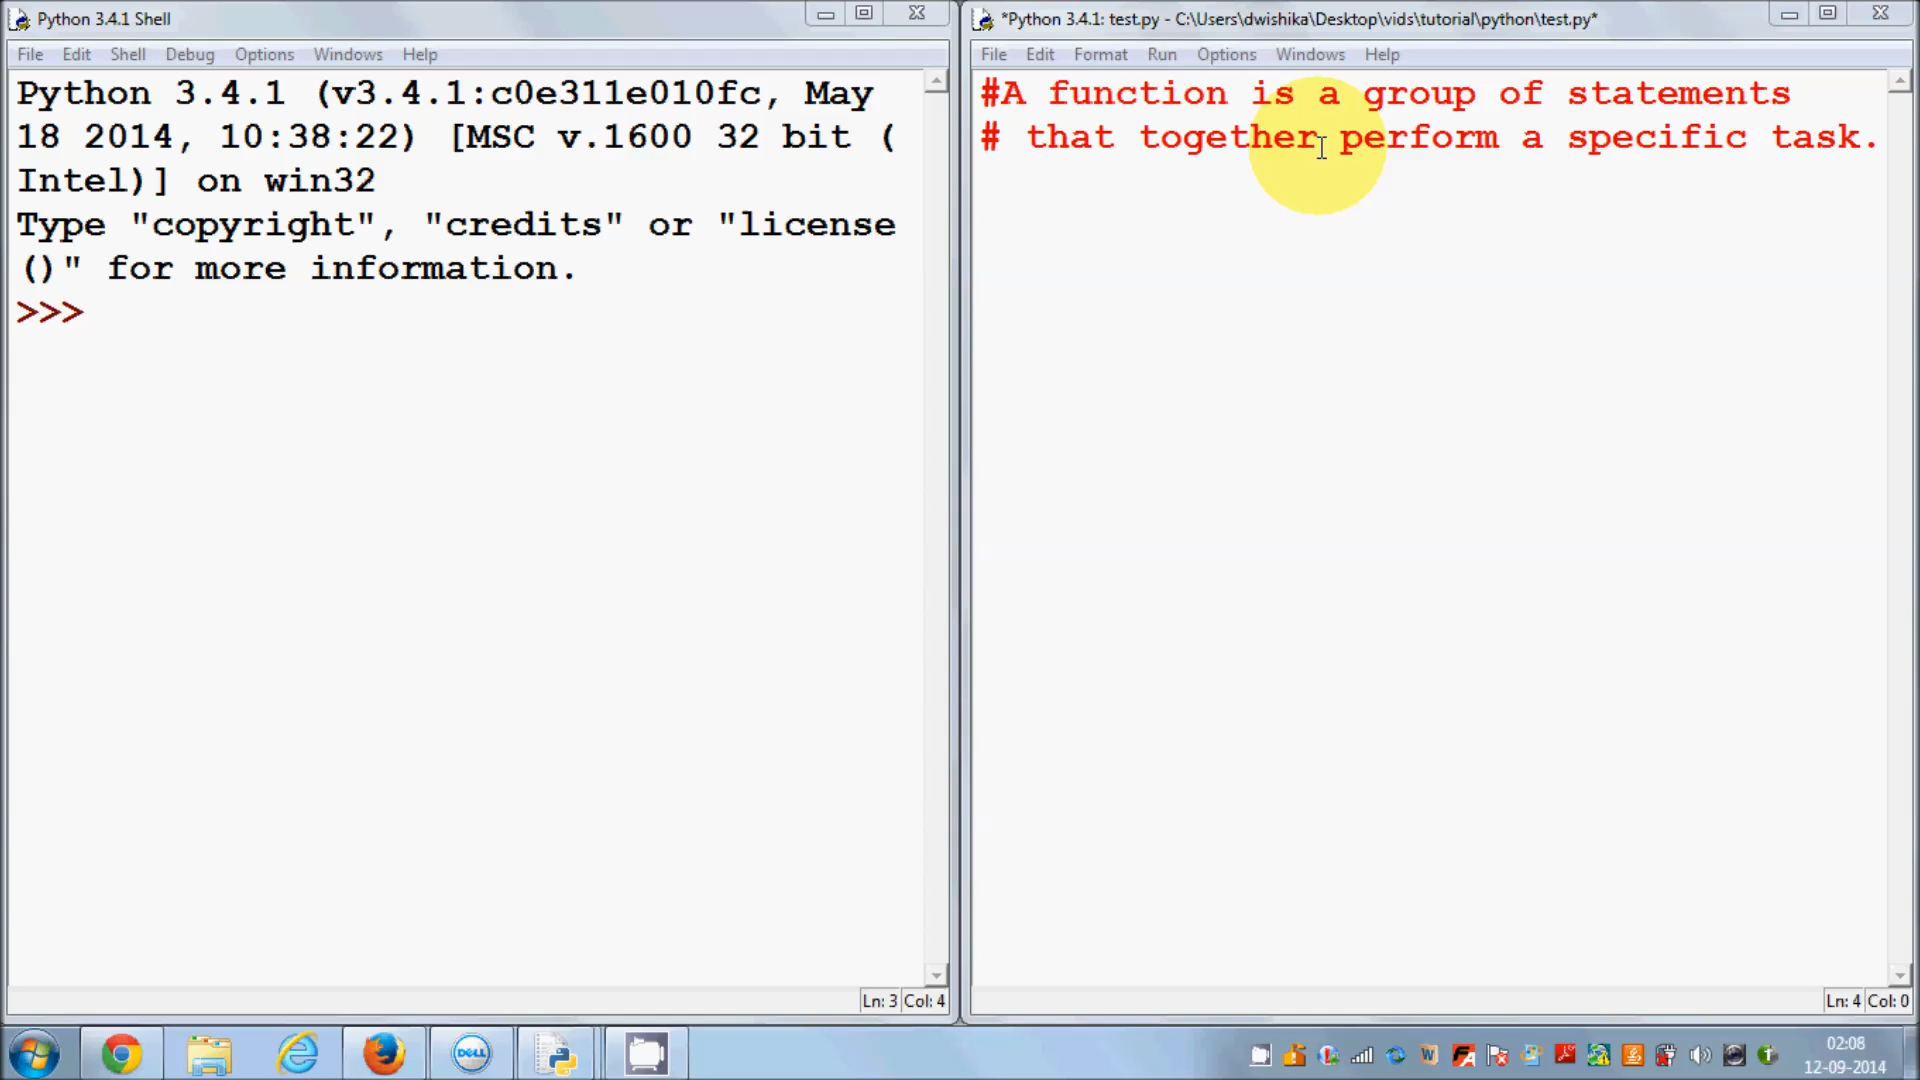 Python 3.4.1 Shell
File Edit Shell Debug Options Windows Help
Python 3.4.1 (v3.4.1:c0e311e010fc, May
18 2014, 10:38:22) [MSC v.1600 32 bit (
Intel)] on win32
Type "copyright", "credits" or "license
()" for more information.
>>>
Ln: 3 Col: 4
*Python 3.4.1: test.py - C:\Users\dwishika\Desktop\vids\tutorial\python\test.py*
File Edit Format Run Options Windows Help
#A function is a group of statements
# that together perform a specific task.
Ln: 4 Col: 0
DELL
02:08
12-09-2014